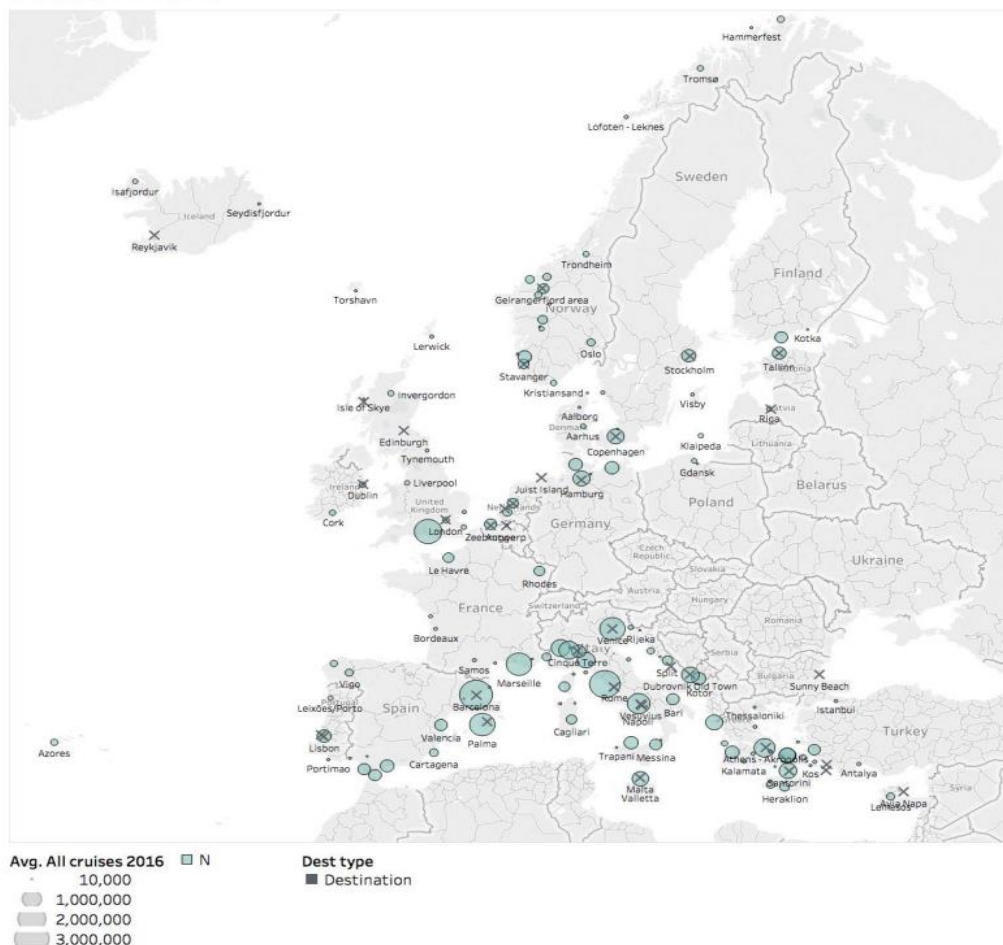 Hammerfest
Tromsø
Lofoten - Leknes
Sweden
Isafjordur
Iceland
Seydisfjordur
Reykjavik
Trondheim
Finland
Torshavn
Geirangerfjord area
Norway
Lerwick
Oslo
Kotka
Tallinn
Estonia
Stockholm
Stavanger
Kristiansand
Invergordon
Isle of Skye
Visby
Aalborg
Latvia
Riga
Denmark
Aarhus
Edinburgh
Copenhagen
Klaipeda
Lithuania
Tynemouth
Gdansk
Ireland
Dublin
Liverpool
Juist Island
Hamburg
Belarus
United
Kingdom
Netherlands
Poland
Cork
London
Zeebrugge
Antwerp
Germany
Le Havre
Czech
Republic
Ukraine
Rhodes
Slovakia
Austria
Hungary
France
Switzerland
Romania
Bordeaux
Venice
Rijeka
Italy
Cinque Terre
Serbia
Samos
Marseille
Split
Bulgaria
Vigo
Dubrovnik Old Town
Kotor
Sunny Beach
Leixões/Porto
Portugal
Spain
Barcelona
Rome
Vesuvius
Napoli
Bari
Thessaloniki
Istanbul
Turkey
Valencia
Palma
Cagliari
Azores
Lisbon
Trapani
Messina
Athens - Akropolis
Portimao
Cartagena
Kalamata
Santorini
Kos
Antalya
Malta
Valletta
Heraklion
Syria
Ayia Napa
Lemesos
Avg. All cruises 2016
N
10,000
1,000,000
2,000,000
3,000,000
Dest type
Destination